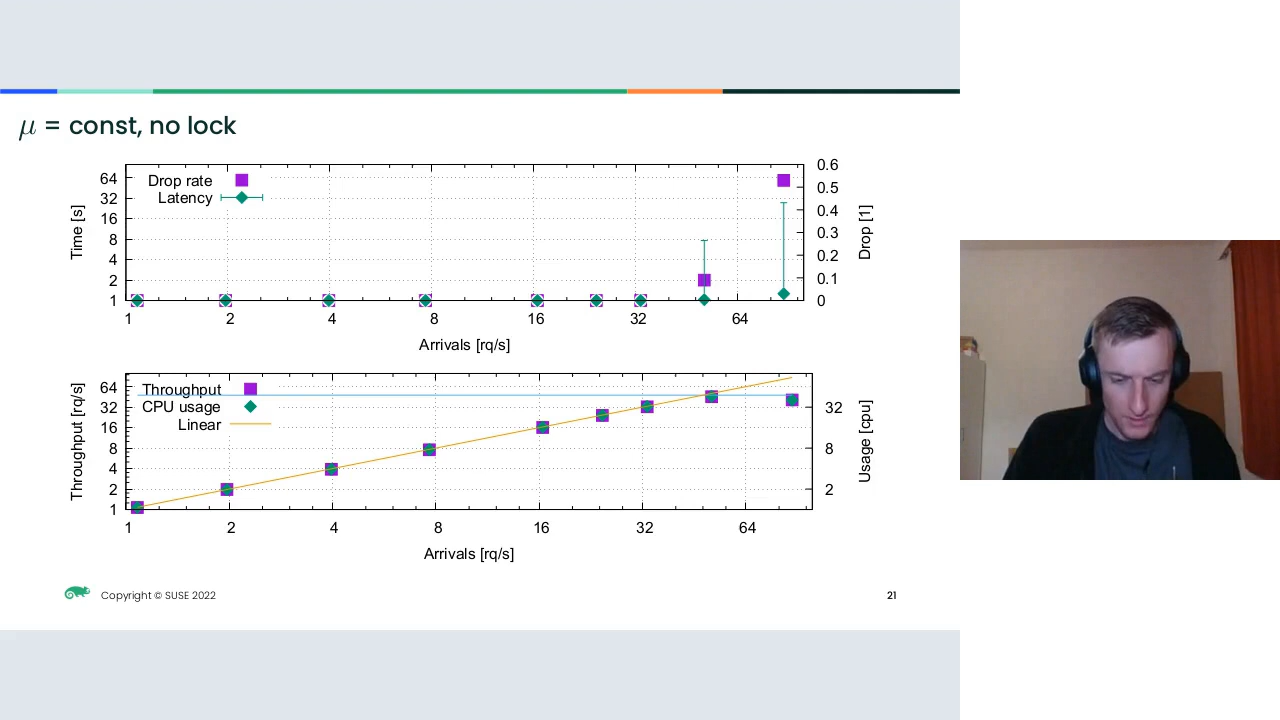 μ = const, no lock
Drop rate
Latency
Time [s]
64
32
16
8
4
2
1
0.6
0.5
0.4
0.3
0.2
0.1
0
Drop [1]
1 2 4 8 16 32 64
Arrivals [rq/s]
Throughput
CPU usage
Linear
Throughput [rq/s]
64
32
16
8
4
2
1
32
8
2
Usage [cpu]
1 2 4 8 16 32 64
Arrivals [rq/s]
Copyright © SUSE 2022
21